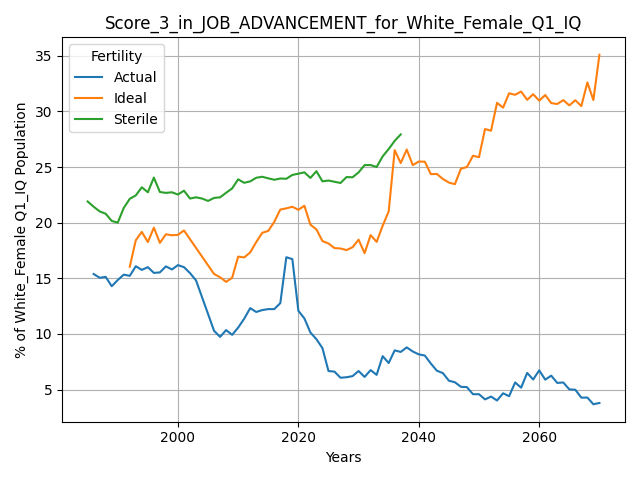 Score_3_in_JOB_ADVANCEMENT_for_White_Female_Q1_IQ
Fertility
Actual
Ideal
Sterile
% of White_Female Q1_IQ Population
35
30
25
20
15
10
5
2000
2020
2040
2060
Years